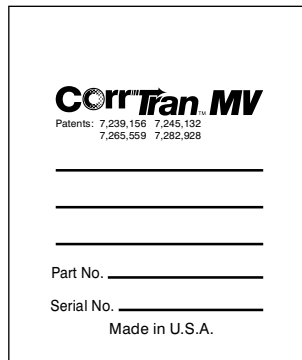 CorrTran™ MV
Patents: 7,239,156 7,245,132
7,265,559 7,282,928
Part No.
Serial No.
Made in U.S.A.